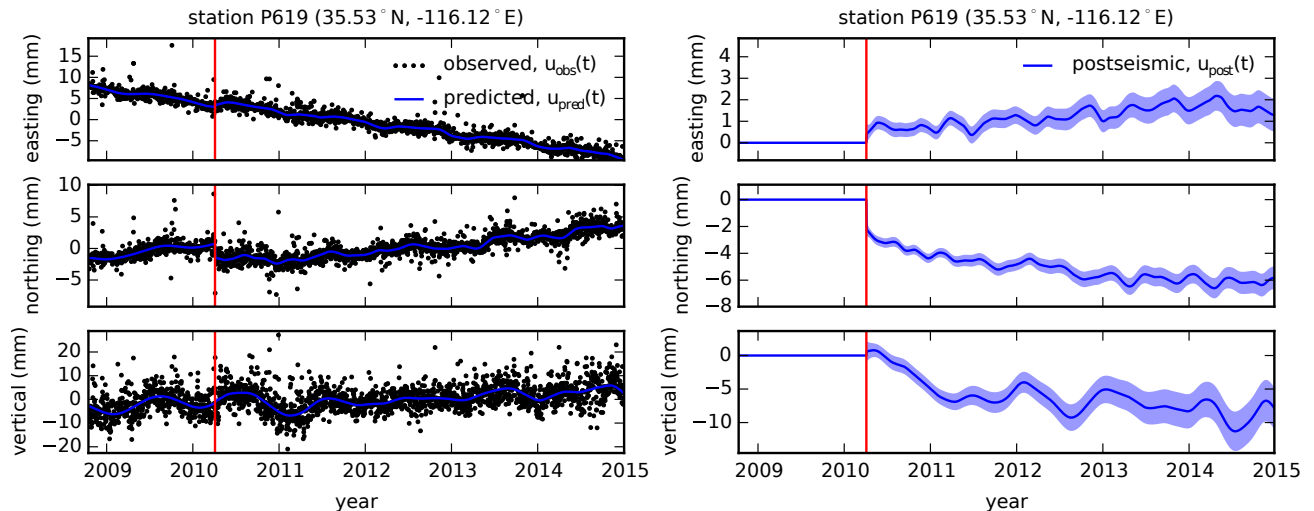 station P619 (35.53°N, -116.12°E)
easting (mm)
15
10
5
0
−5
observed, u_obs(t)
predicted, u_pred(t)
northing (mm)
10
5
0
−5
vertical (mm)
20
10
0
−10
−20
2009 2010 2011 2012 2013 2014 2015
year
station P619 (35.53°N, -116.12°E)
easting (mm)
4
3
2
1
0
postseismic, u_post(t)
northing (mm)
0
−2
−4
−6
−8
vertical (mm)
0
−5
−10
2009 2010 2011 2012 2013 2014 2015
year